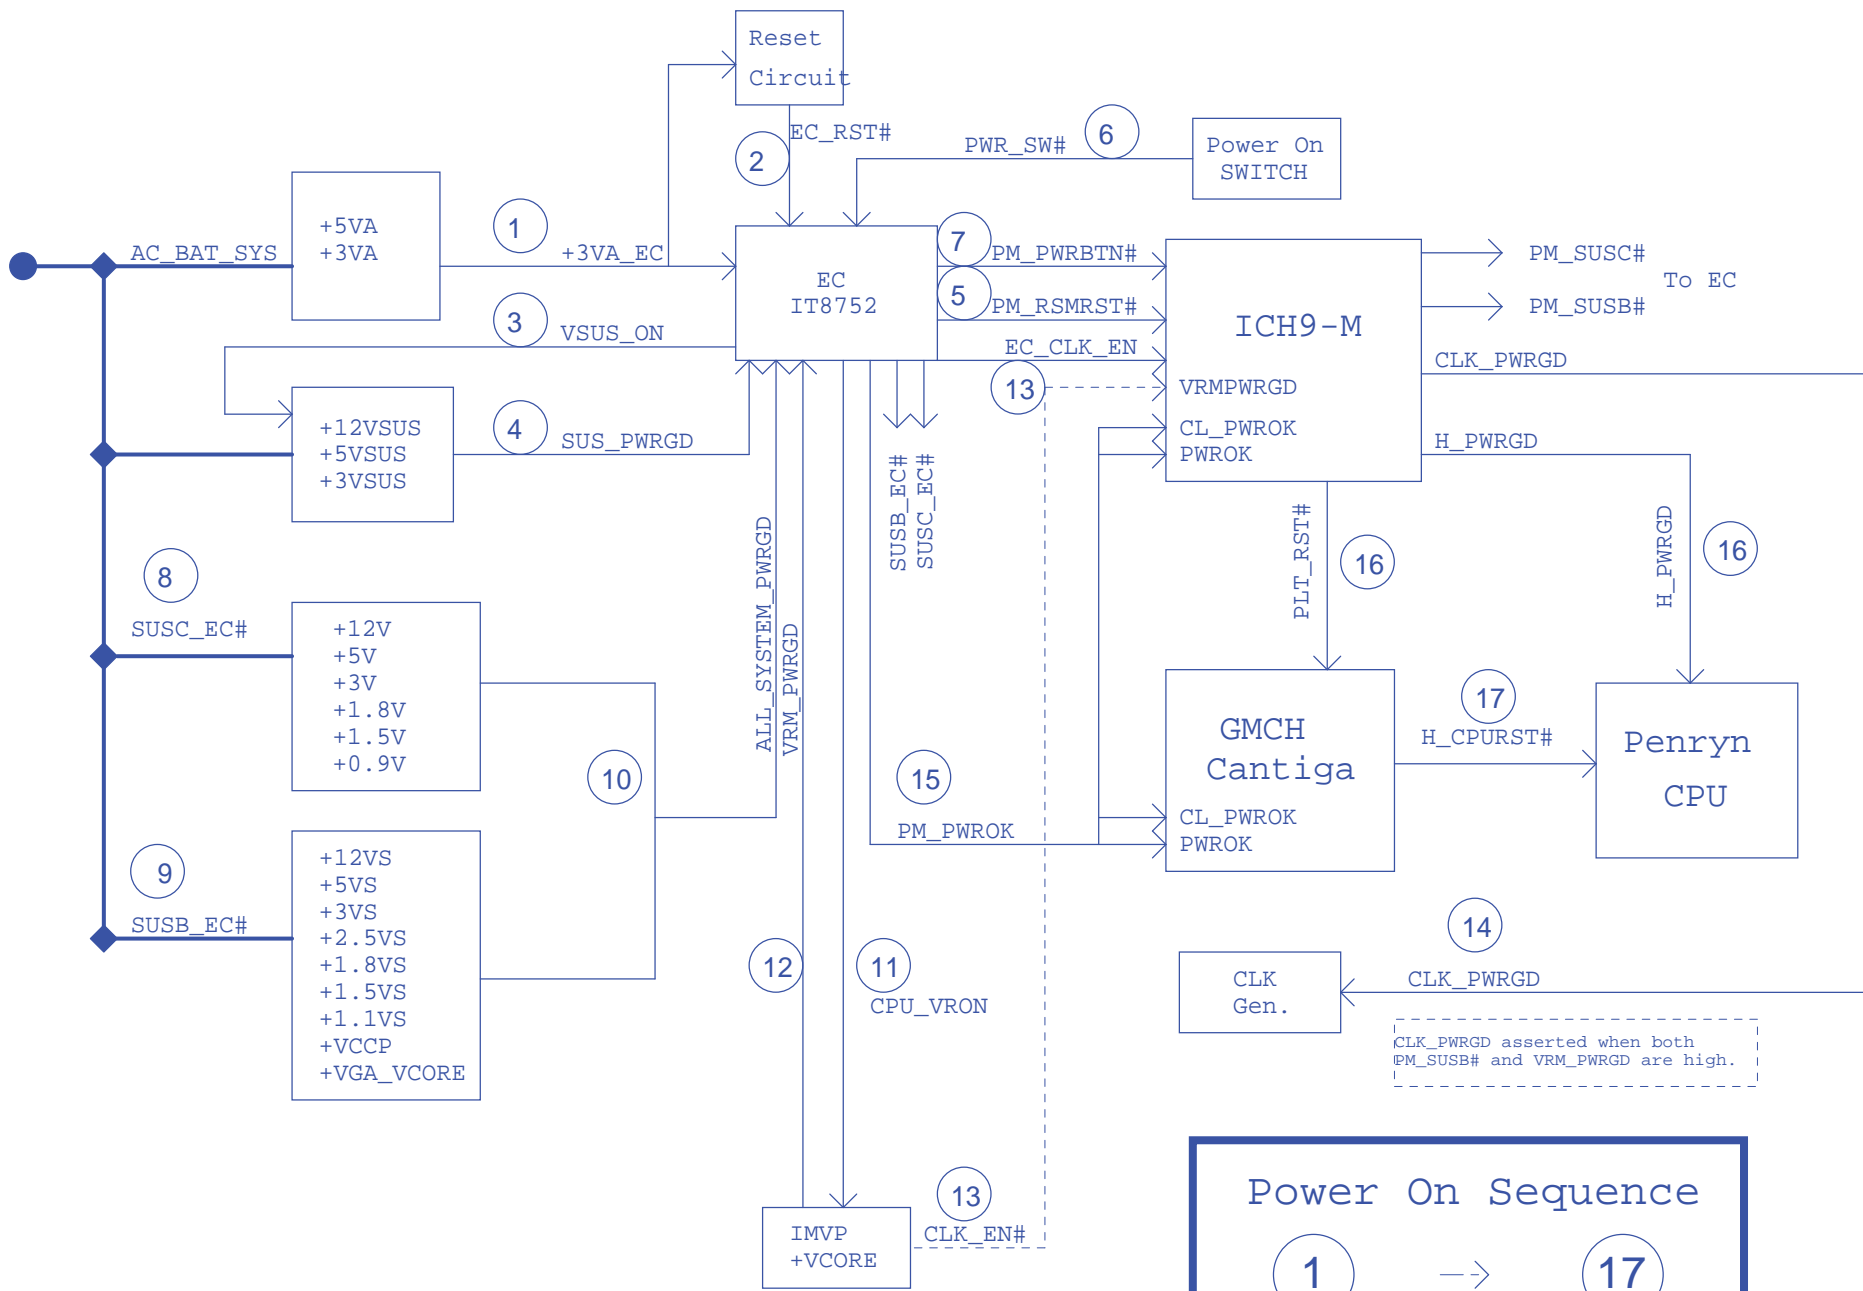 Reset
Circuit
EC_RST#
2
PWR_SW#
6
Power On
SWITCH
AC_BAT_SYS
+5VA
+3VA
1
+3VA_EC
EC
IT8752
7
PM_PWRBTN#
5
PM_RSMRST#
EC_CLK_EN
13
ICH9-M
VRMPWRGD
CL_PWROK
PWROK
PM_SUSC#
To EC
PM_SUSB#
CLK_PWRGD
H_PWRGD
3
VSUS_ON
+12VSUS
+5VSUS
+3VSUS
4
SUS_PWRGD
SUSB_EC#
SUSC_EC#
ALL_SYSTEM_PWRGD
VRM_PWRGD
PLT_RST#
16
H_PWRGD
16
8
SUSC_EC#
+12V
+5V
+3V
+1.8V
+1.5V
+0.9V
10
15
PM_PWROK
GMCH
Cantiga
CL_PWROK
PWROK
17
H_CPURST#
Penryn
CPU
9
SUSB_EC#
+12VS
+5VS
+3VS
+2.5VS
+1.8VS
+1.5VS
+1.1VS
+VCCP
+VGA_VCORE
12
11
CPU_VRON
CLK
Gen.
14
CLK_PWRGD
CLK_PWRGD asserted when both
PM_SUSB# and VRM_PWRGD are high.
IMVP
+VCORE
13
CLK_EN#
Power On Sequence
1
17